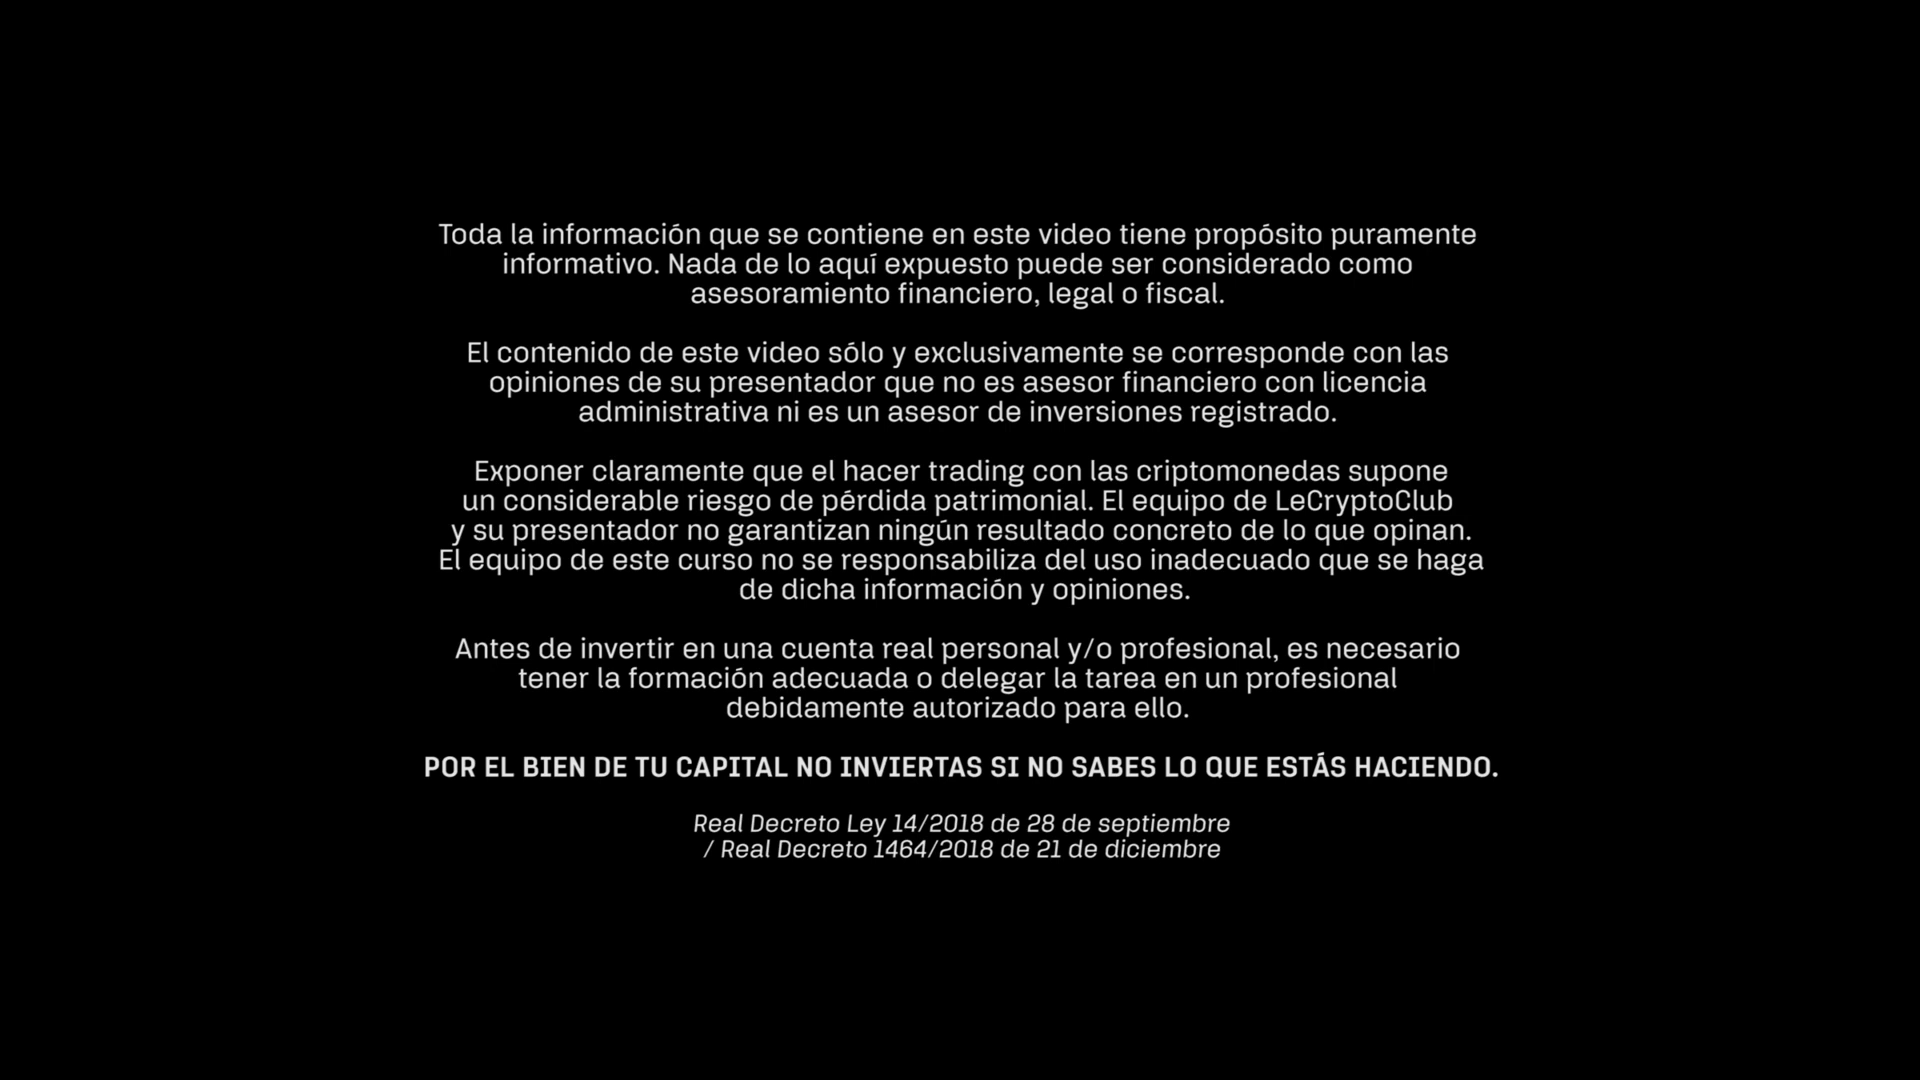 Toda la información que se contiene en este video tiene propósito puramente
informativo. Nada de lo aquí expuesto puede ser considerado como
asesoramiento financiero, legal o fiscal.
El contenido de este video sólo y exclusivamente se corresponde con las
opiniones de su presentador que no es asesor financiero con licencia
administrativa ni es un asesor de inversiones registrado.
Exponer claramente que el hacer trading con las criptomonedas supone
un considerable riesgo de pérdida patrimonial. El equipo de LeCryptoClub
y su presentador no garantizan ningún resultado concreto de lo que opinan.
El equipo de este curso no se responsabiliza del uso inadecuado que se haga
de dicha información y opiniones.
Antes de invertir en una cuenta real personal y/o profesional, es necesario
tener la formación adecuada o delegar la tarea en un profesional
debidamente autorizado para ello.
POR EL BIEN DE TU CAPITAL NO INVIERTAS SI NO SABES LO QUE ESTÁS HACIENDO.
Real Decreto Ley 14/2018 de 28 de septiembre
/ Real Decreto 1464/2018 de 21 de diciembre